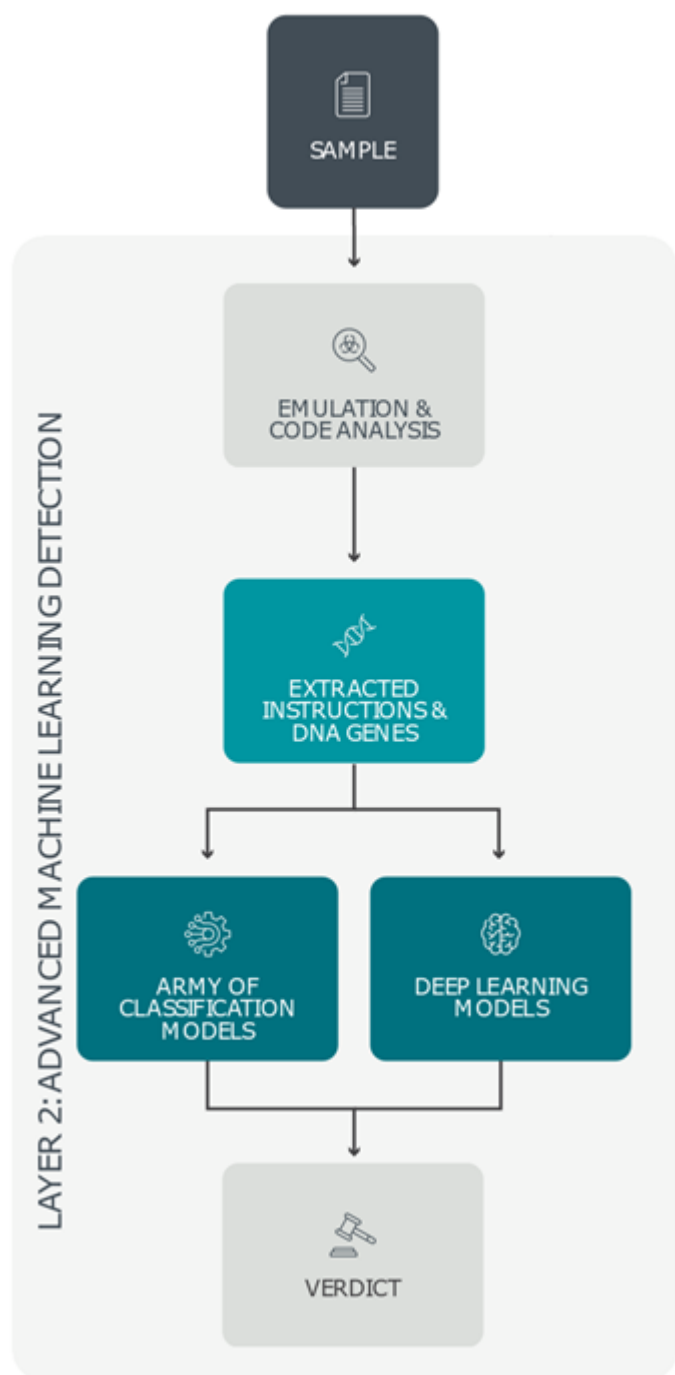 SAMPLE
EMULATION &
CODE ANALYSIS
EXTRACTED
INSTRUCTIONS &
DNA GENES
ARMY OF
CLASSIFICATION
MODELS
DEEP LEARNING
MODELS
VERDICT
LAYER 2: ADVANCED MACHINE LEARNING DETECTION